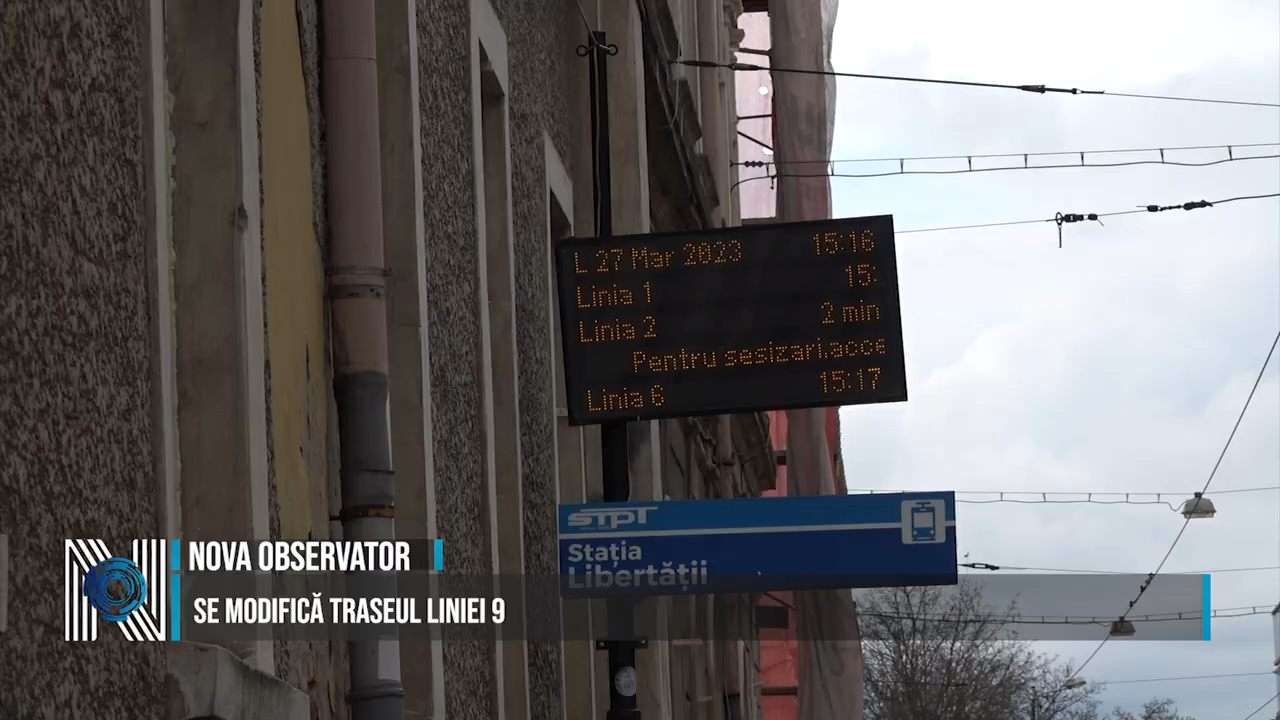 L 27 Mar 2023 15:16
Linia 1 15:
Linia 2 2 min
Pentru sesizari,acce
Linia 6 15:17
STPT
Stația
Libertății
NOVA OBSERVATOR
SE MODIFICĂ TRASEUL LINIEI 9